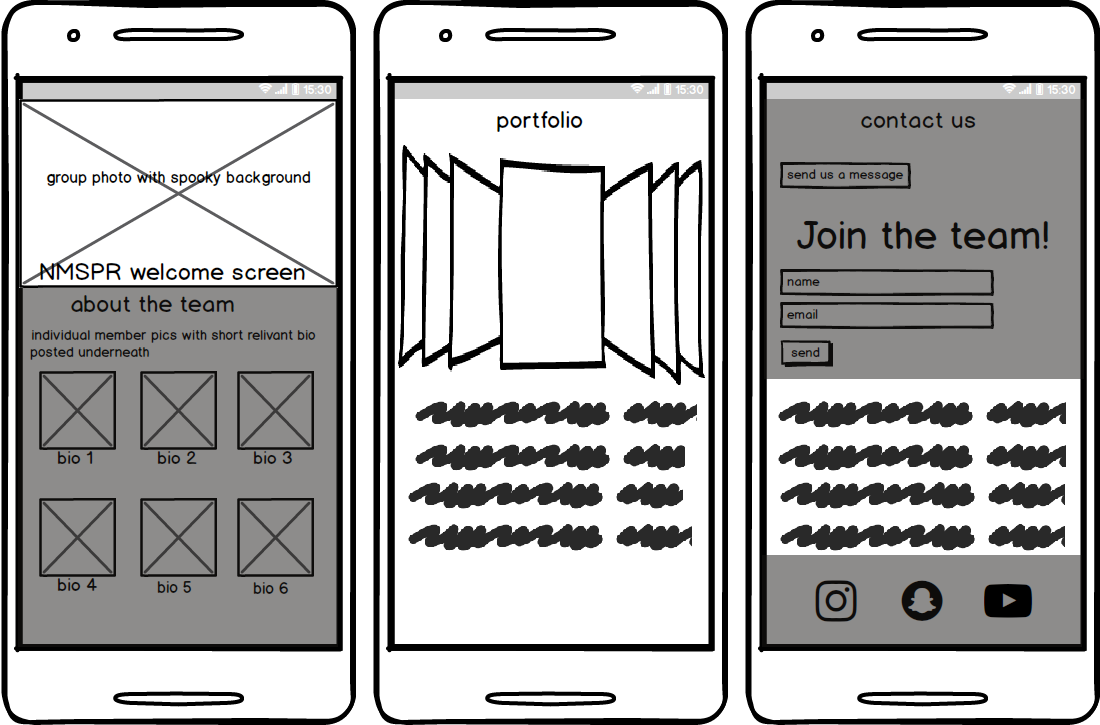 15:30
group photo with spooky background
NMSPR welcome screen
about the team
individual member pics with short relivant bio
posted underneath
bio 1
bio 2
bio 3
bio 4
bio 5
bio 6
15:30
portfolio
15:30
contact us
send us a message
Join the team!
name
email
send